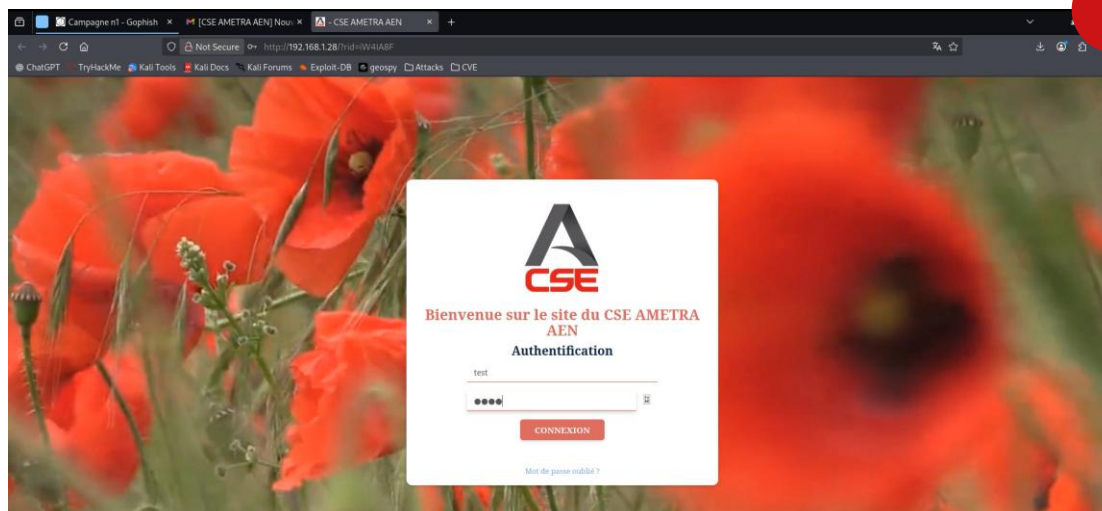 Campagne n1 - Gophish
[CSE AMETRA AEN] Nouv
- CSE AMETRA AEN
Not Secure
http://192.168.1.28/?rid=iW4IABF
ChatGPT
TryHackMe
Kali Tools
Kali Docs
Kali Forums
Exploit-DB
geospy
Attacks
CVE
A
CSE
Bienvenue sur le site du CSE AMETRA
AEN
Authentification
test
CONNEXION
Mot de passe oublié ?